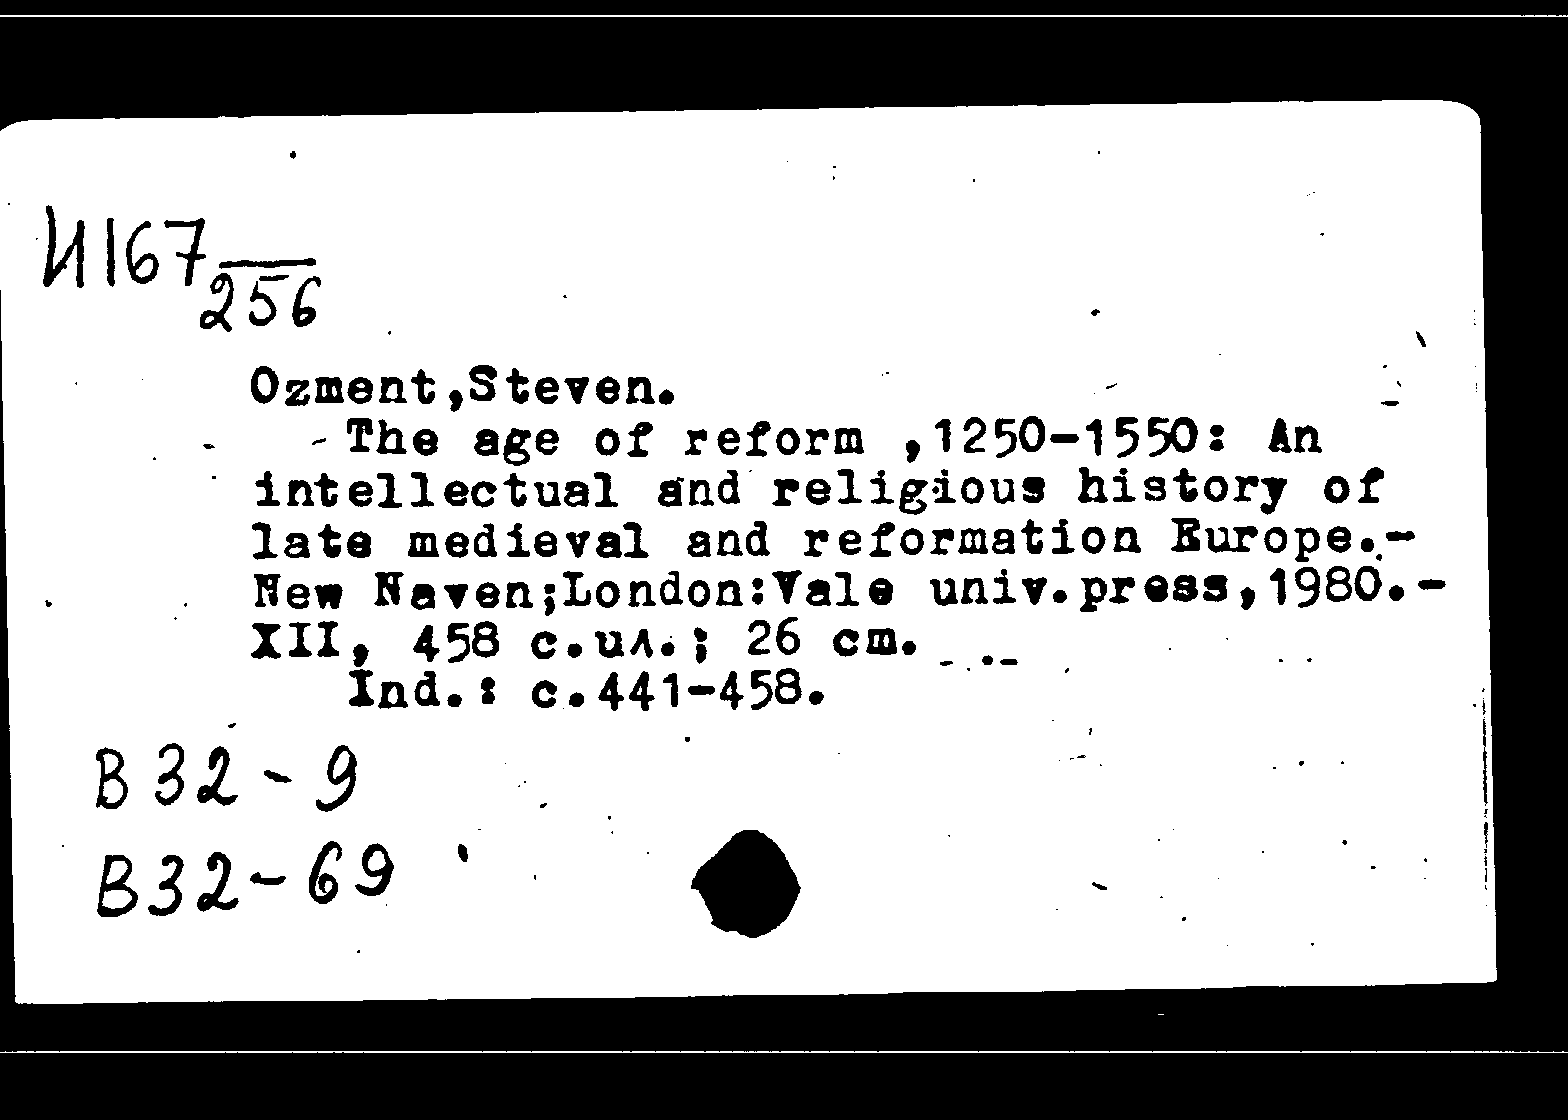 И167
256
Ozment,Steven.
- The age of reform ,1250-1550: An
intellectual and religious history of
late medieval and reformation Europe.-
New Haven;London:Yale univ.press,1980.-
XII, 458 с.ил.; 26 cm.
Ind.: c.441-458.
В 32 - 9
В32-69